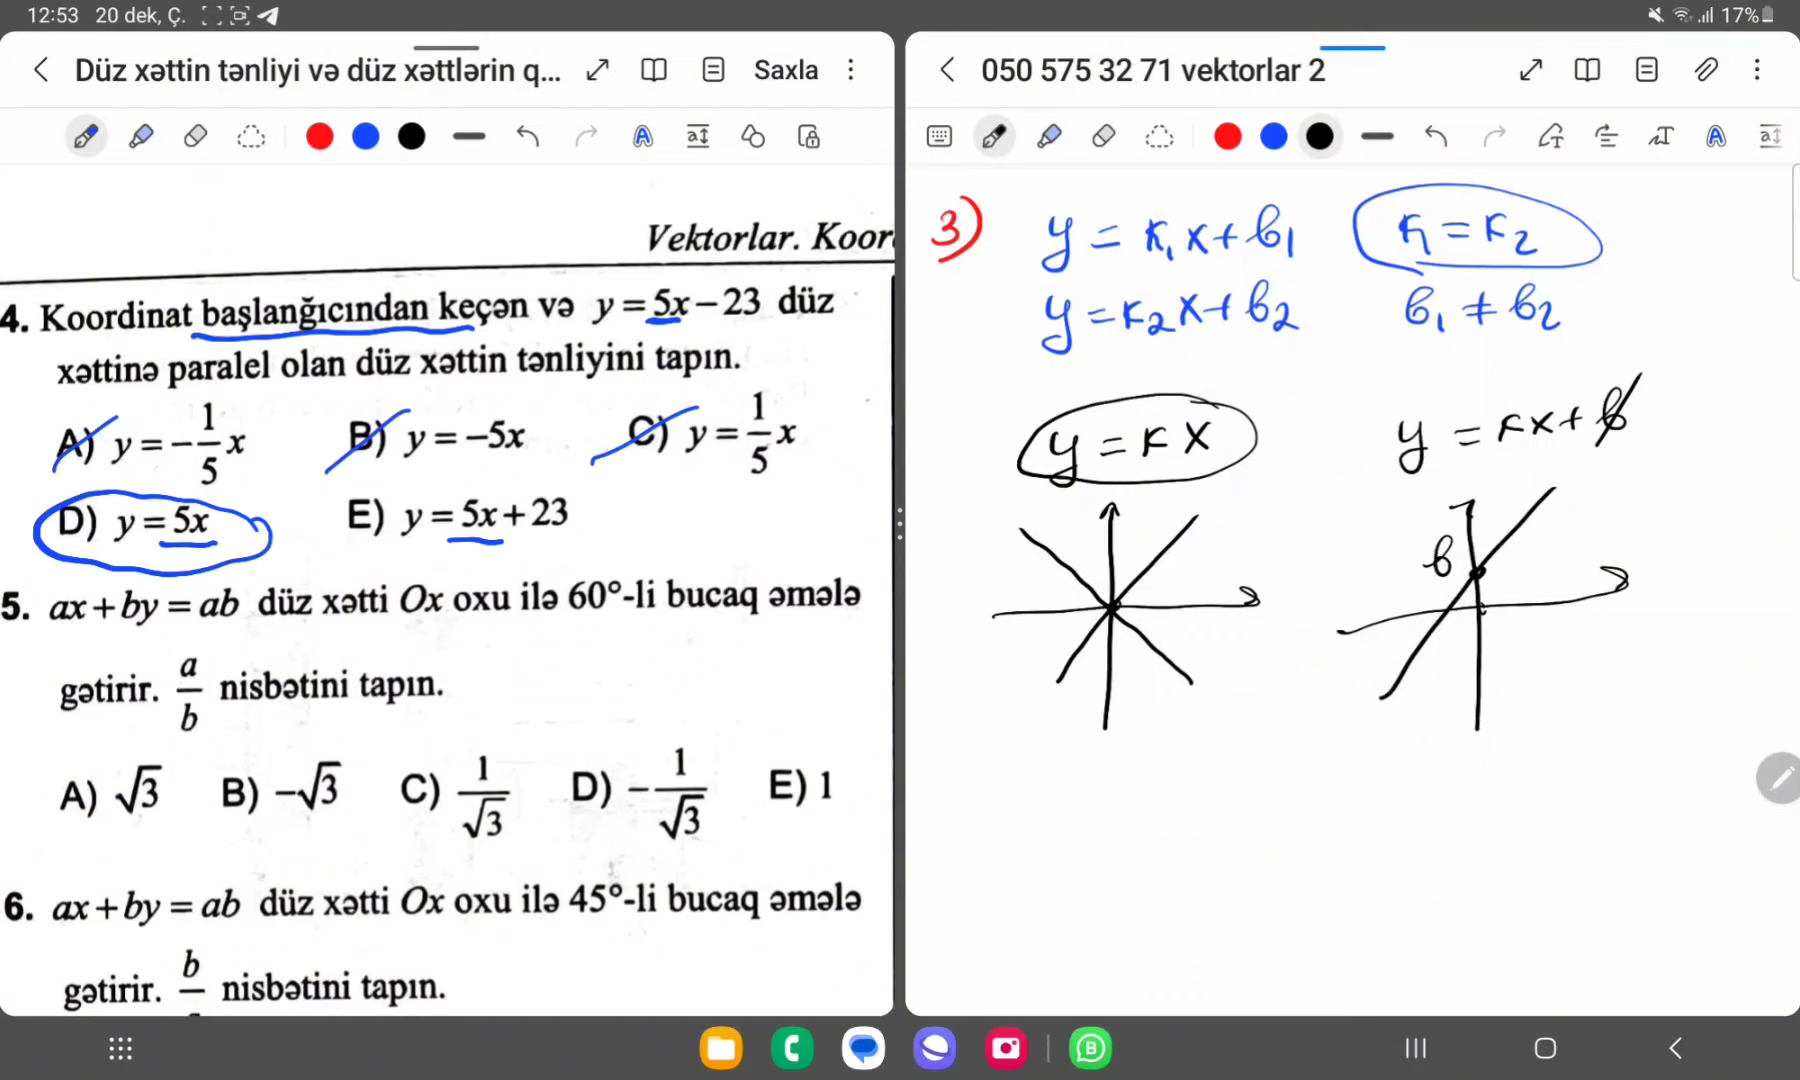 12:53 20 dek, Ç. 17%
Düz xəttin tənliyi və düz xəttlərin q... Saxla
Vektorlar. Koor
4. Koordinat başlanğıcından keçən və y = 5x − 23 düz
xəttinə paralel olan düz xəttin tənliyini tapın.
A) y = −1/5 x B) y = −5x C) y = 1/5 x
D) y = 5x E) y = 5x + 23
5. ax + by = ab düz xətti Ox oxu ilə 60°-li bucaq əmələ
gətirir. a/b nisbətini tapın.
A) √3 B) −√3 C) 1/√3 D) −1/√3 E) 1
6. ax + by = ab düz xətti Ox oxu ilə 45°-li bucaq əmələ
gətirir. b/ nisbətini tapın.
050 575 32 71 vektorlar 2
3) y = k₁x + b₁ k₁ = k₂
y = k₂x + b₂ b₁ ≠ b₂
y = kx y = kx + b
b